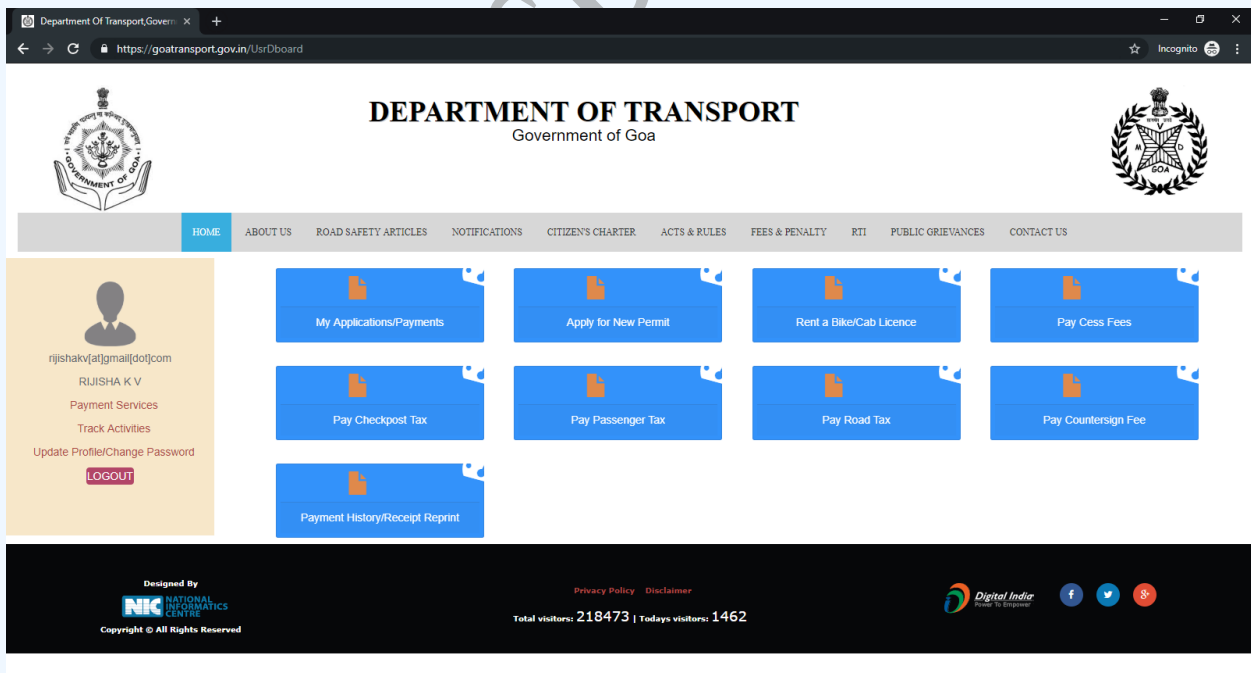 Department Of Transport,Govern
https://goatransport.gov.in/UsrDboard
Incognito
DEPARTMENT OF TRANSPORT
Government of Goa
GOVERNMENT OF GOA
M V D
GOA
HOME ABOUT US ROAD SAFETY ARTICLES NOTIFICATIONS CITIZEN'S CHARTER ACTS & RULES FEES & PENALTY RTI PUBLIC GRIEVANCES CONTACT US
rijishakv[at]gmail[dot]com
RIJISHA K V
Payment Services
Track Activities
Update Profile/Change Password
LOGOUT
My Applications/Payments
Apply for New Permit
Rent a Bike/Cab Licence
Pay Cess Fees
Pay Checkpost Tax
Pay Passenger Tax
Pay Road Tax
Pay Countersign Fee
Payment History/Receipt Reprint
Designed By
NIC NATIONAL
INFORMATICS
CENTRE
Copyright © All Rights Reserved
Privacy Policy Disclaimer
Total visitors: 218473 | Todays visitors: 1462
Digital India
Power To Empower